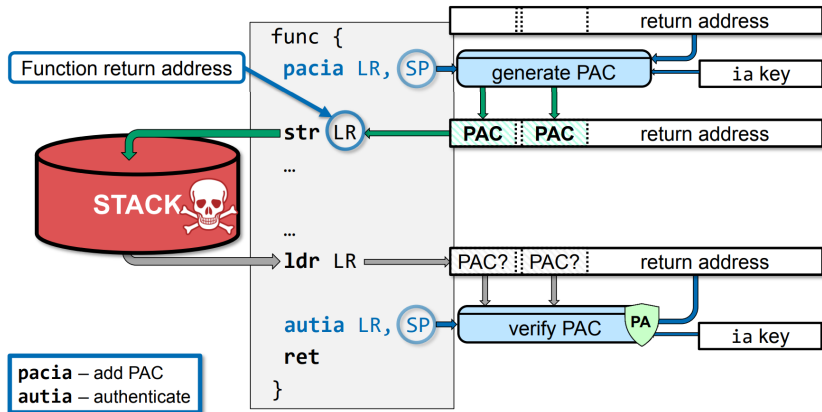 return address
func {
Function return address
pacia LR, SP
generate PAC
ia key
str LR
PAC PAC return address
…
STACK
…
ldr LR
PAC? PAC? return address
autia LR, SP
verify PAC
PA
ia key
ret
}
pacia – add PAC
autia – authenticate